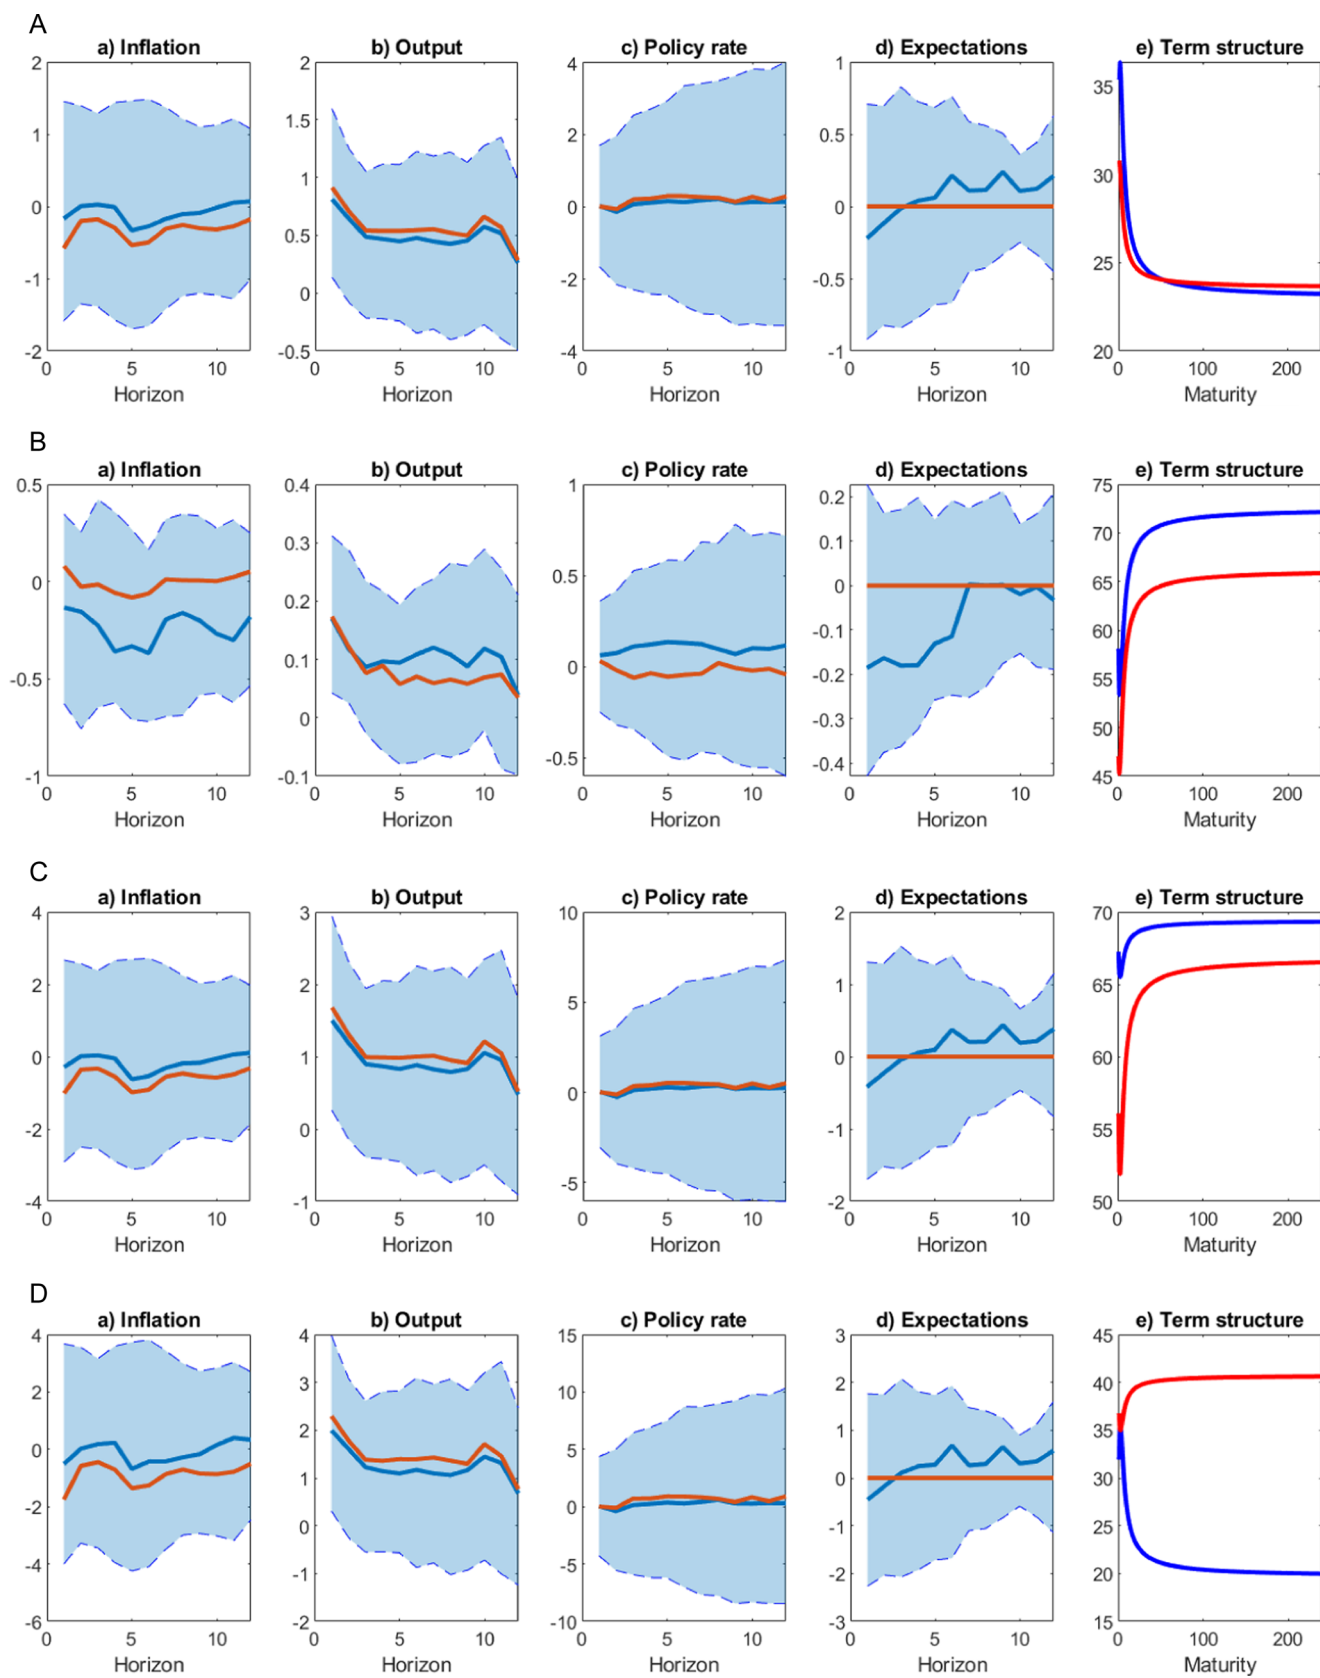 A
a) Inflation b) Output c) Policy rate d) Expectations e) Term structure
2 2 4 1 35
1 1.5 2 0.5 30
0 1 0 0 25
-1 0.5 -2 -0.5 20
-2 0 -4 -1
-0.5
0 5 10 0 5 10 0 5 10 0 5 10 0 100 200
Horizon Horizon Horizon Horizon Maturity
B
a) Inflation b) Output c) Policy rate d) Expectations e) Term structure
0.5 0.4 1 0.2 75
0 0.3 0.5 0.1 70
-0.5 0.2 0 0 65
-1 0.1 -0.5 -0.1 60
0 -0.2 55
-0.1 -0.3 50
-0.4 45
0 5 10 0 5 10 0 5 10 0 5 10 0 100 200
Horizon Horizon Horizon Horizon Maturity
C
a) Inflation b) Output c) Policy rate d) Expectations e) Term structure
4 3 10 2 70
2 2 5 1 65
0 1 0 0 60
-2 0 -5 -1 55
-4 -1 -2 50
0 5 10 0 5 10 0 5 10 0 5 10 0 100 200
Horizon Horizon Horizon Horizon Maturity
D
a) Inflation b) Output c) Policy rate d) Expectations e) Term structure
4 4 15 3 45
2 3 10 2 40
0 2 5 1 35
-2 1 0 0 30
-4 0 -5 -1 25
-6 -1 -10 -2 20
-2 -3 15
0 5 10 0 5 10 0 5 10 0 5 10 0 100 200
Horizon Horizon Horizon Horizon Maturity